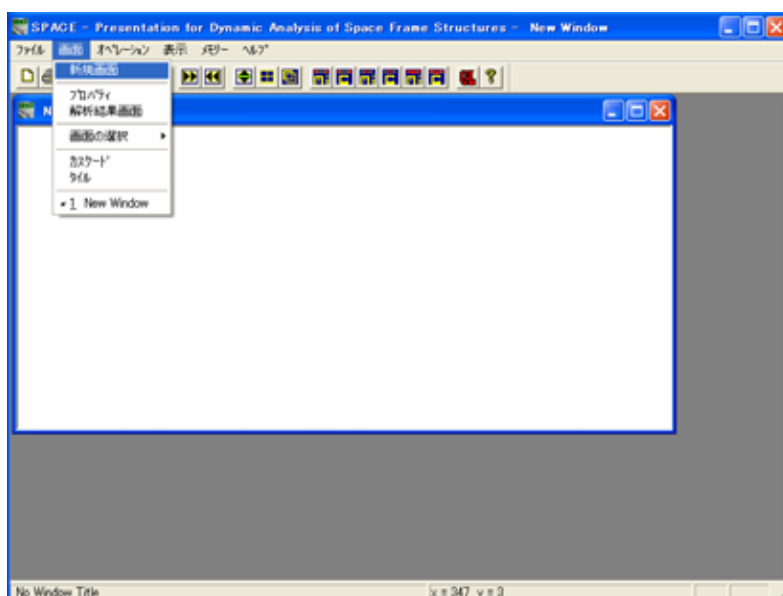 SPACE - Presentation for Dynamic Analysis of Space Frame Structures - New Window
ファイル 画面 オペレーション 表示 メモリー ヘルプ
新規画面
プロパティ
解析結果画面
画面の選択
カスケード
タイル
1 New Window
N
No Window Title
x = 347 y = 3